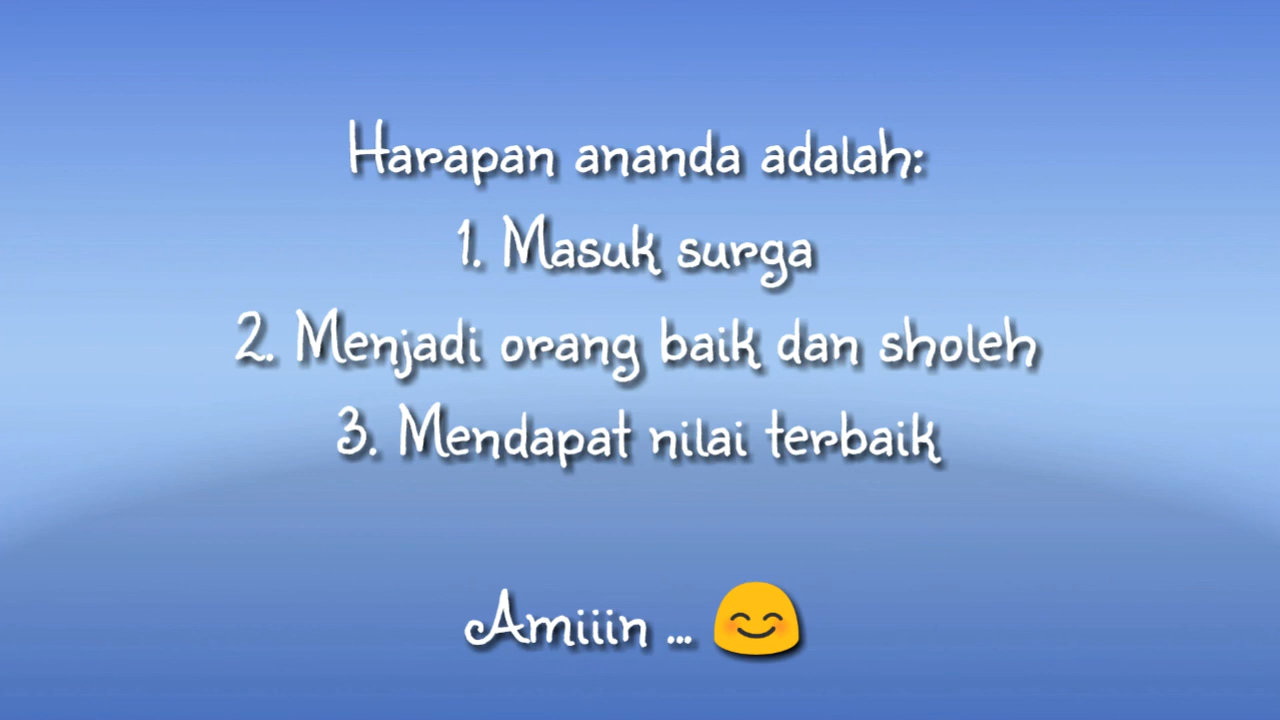 Harapan ananda adalah:
1. Masuk surga
2. Menjadi orang baik dan sholeh
3. Mendapat nilai terbaik
Amiiin ... 😊